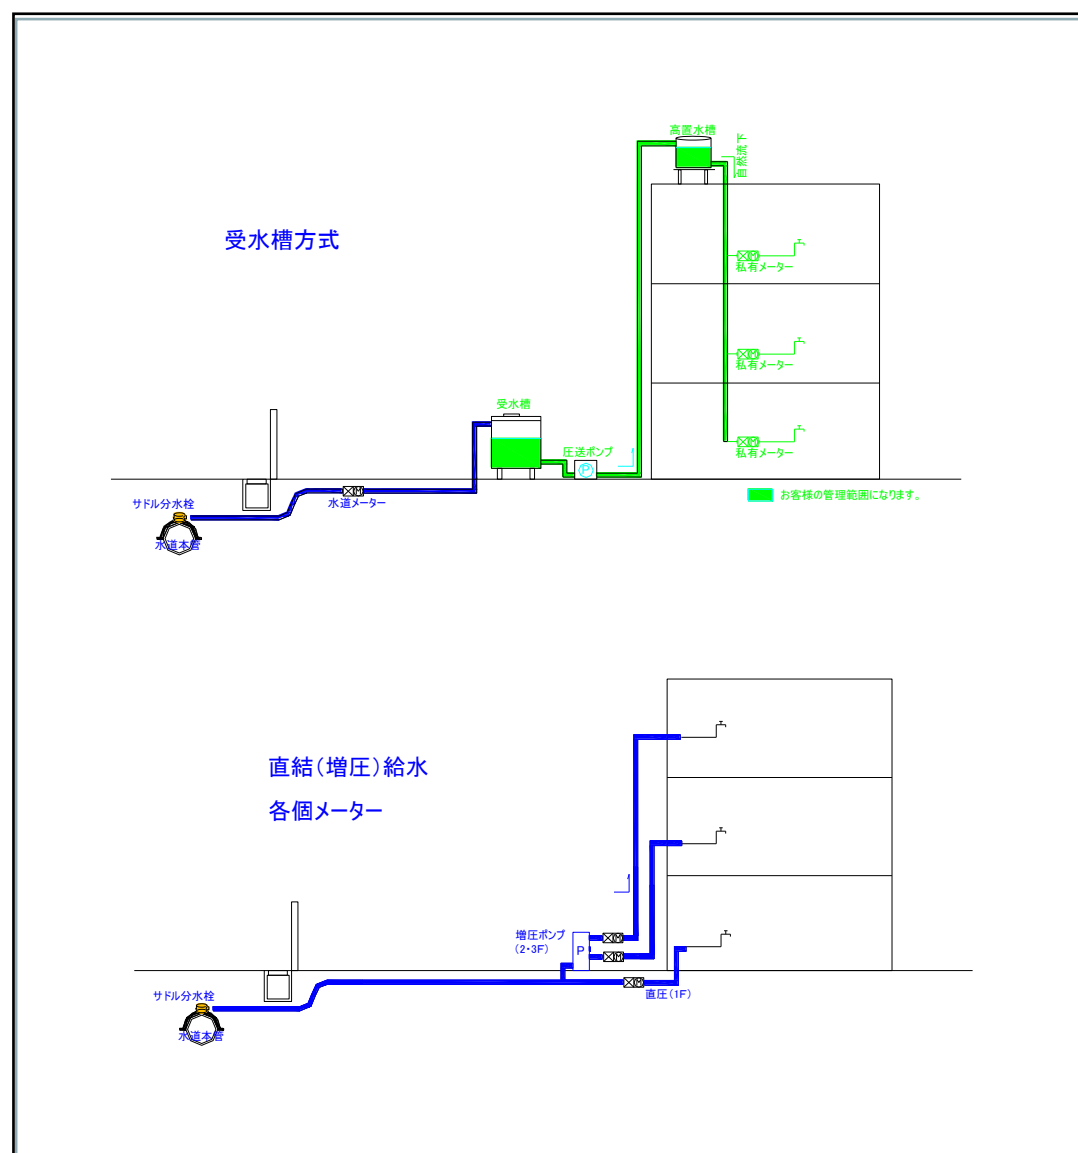 高置水槽
自然流下
受水槽方式
私有メーター
私有メーター
受水槽
圧送ポンプ
P
私有メーター
お客様の管理範囲になります。
サドル分水栓
水道メーター
水道本管
直結(増圧)給水
各個メーター
増圧ポンプ
(2・3F)
P
サドル分水栓
直圧(1F)
水道本管